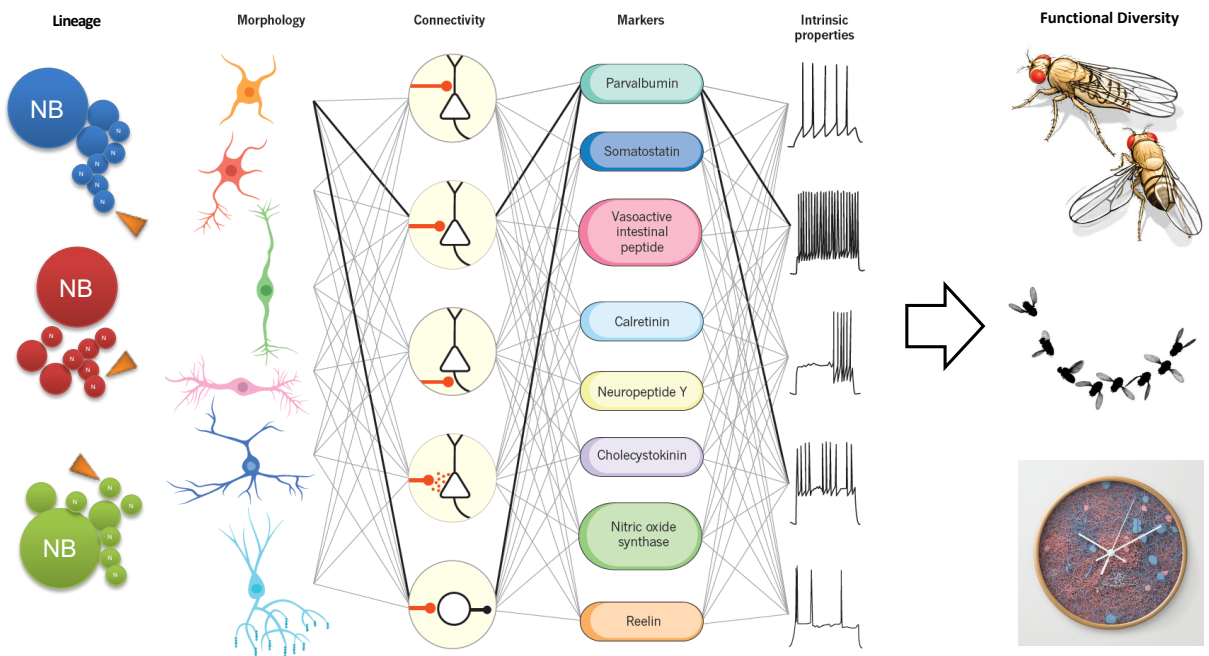 Lineage
Morphology
Connectivity
Markers
Intrinsic
properties
Functional Diversity
NB
N
N
N
N
N
N
NB
N
N
N
N
N
N
NB
N
N
N
N
N
N
Parvalbumin
Somatostatin
Vasoactive
intestinal
peptide
Calretinin
Neuropeptide Y
Cholecystokinin
Nitric oxide
synthase
Reelin